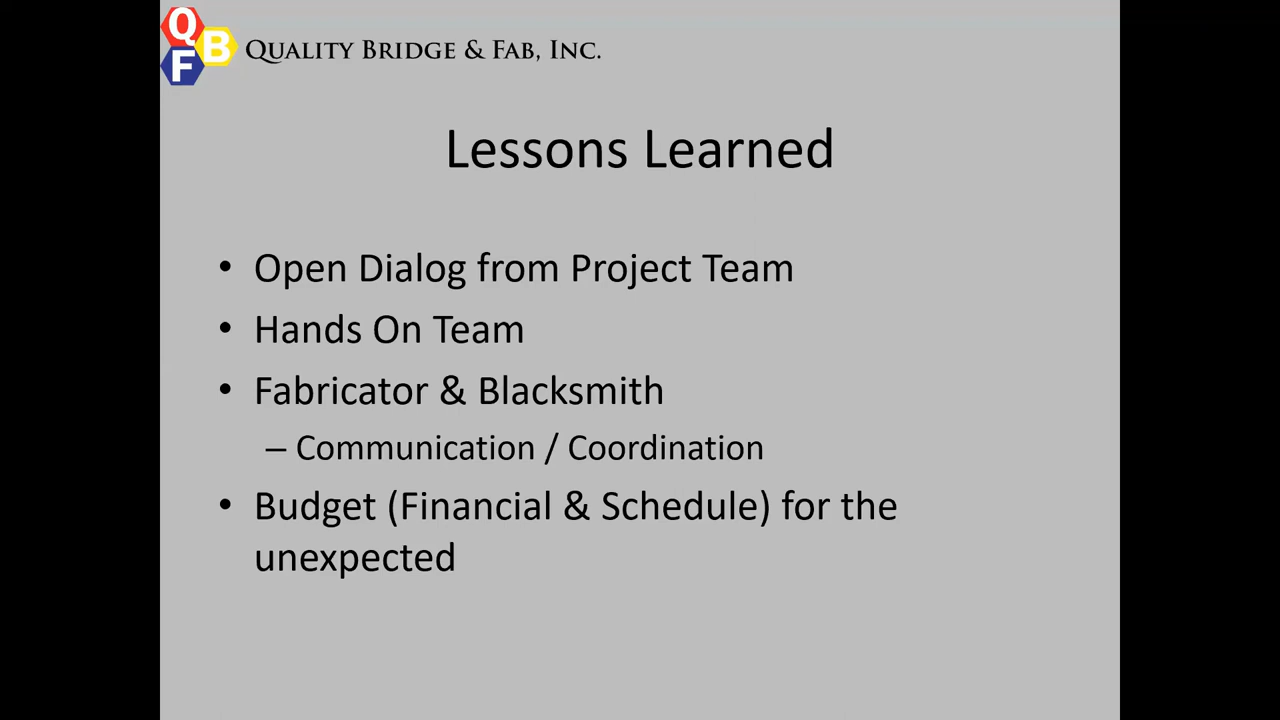 Q
B
F
QUALITY BRIDGE & FAB, INC.
Lessons Learned
• Open Dialog from Project Team
• Hands On Team
• Fabricator & Blacksmith
– Communication / Coordination
• Budget (Financial & Schedule) for the
unexpected